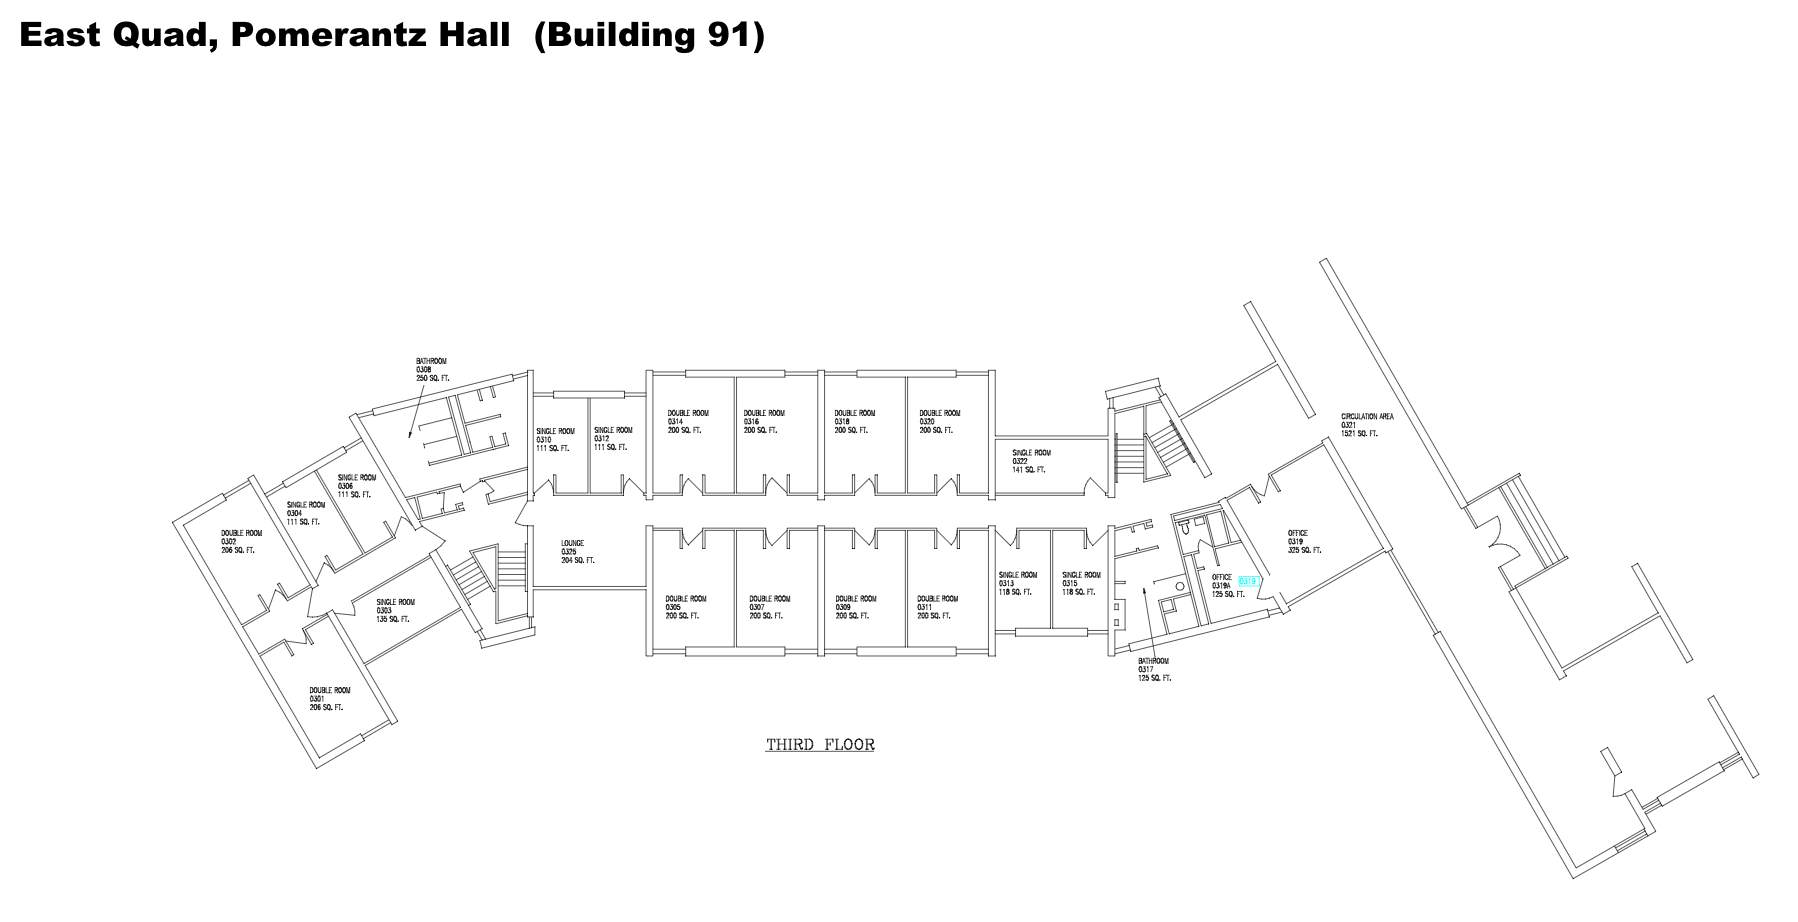 East Quad, Pomerantz Hall (Building 91)
BATHROOM
0308
250 SQ. FT.
DOUBLE ROOM
0302
206 SQ. FT.
SINGLE ROOM
0304
111 SQ. FT.
SINGLE ROOM
0306
111 SQ. FT.
SINGLE ROOM
0310
111 SQ. FT.
SINGLE ROOM
0312
111 SQ. FT.
DOUBLE ROOM
0314
200 SQ. FT.
DOUBLE ROOM
0316
200 SQ. FT.
DOUBLE ROOM
0318
200 SQ. FT.
DOUBLE ROOM
0320
200 SQ. FT.
SINGLE ROOM
0322
141 SQ. FT.
CIRCULATION AREA
0321
1521 SQ. FT.
OFFICE
0319
325 SQ. FT.
OFFICE
0319A
125 SQ. FT.
0319
LOUNGE
0325
204 SQ. FT.
SINGLE ROOM
0303
135 SQ. FT.
DOUBLE ROOM
0301
206 SQ. FT.
DOUBLE ROOM
0305
200 SQ. FT.
DOUBLE ROOM
0307
200 SQ. FT.
DOUBLE ROOM
0309
200 SQ. FT.
DOUBLE ROOM
0311
200 SQ. FT.
SINGLE ROOM
0313
118 SQ. FT.
SINGLE ROOM
0315
118 SQ. FT.
BATHROOM
0317
125 SQ. FT.
THIRD FLOOR